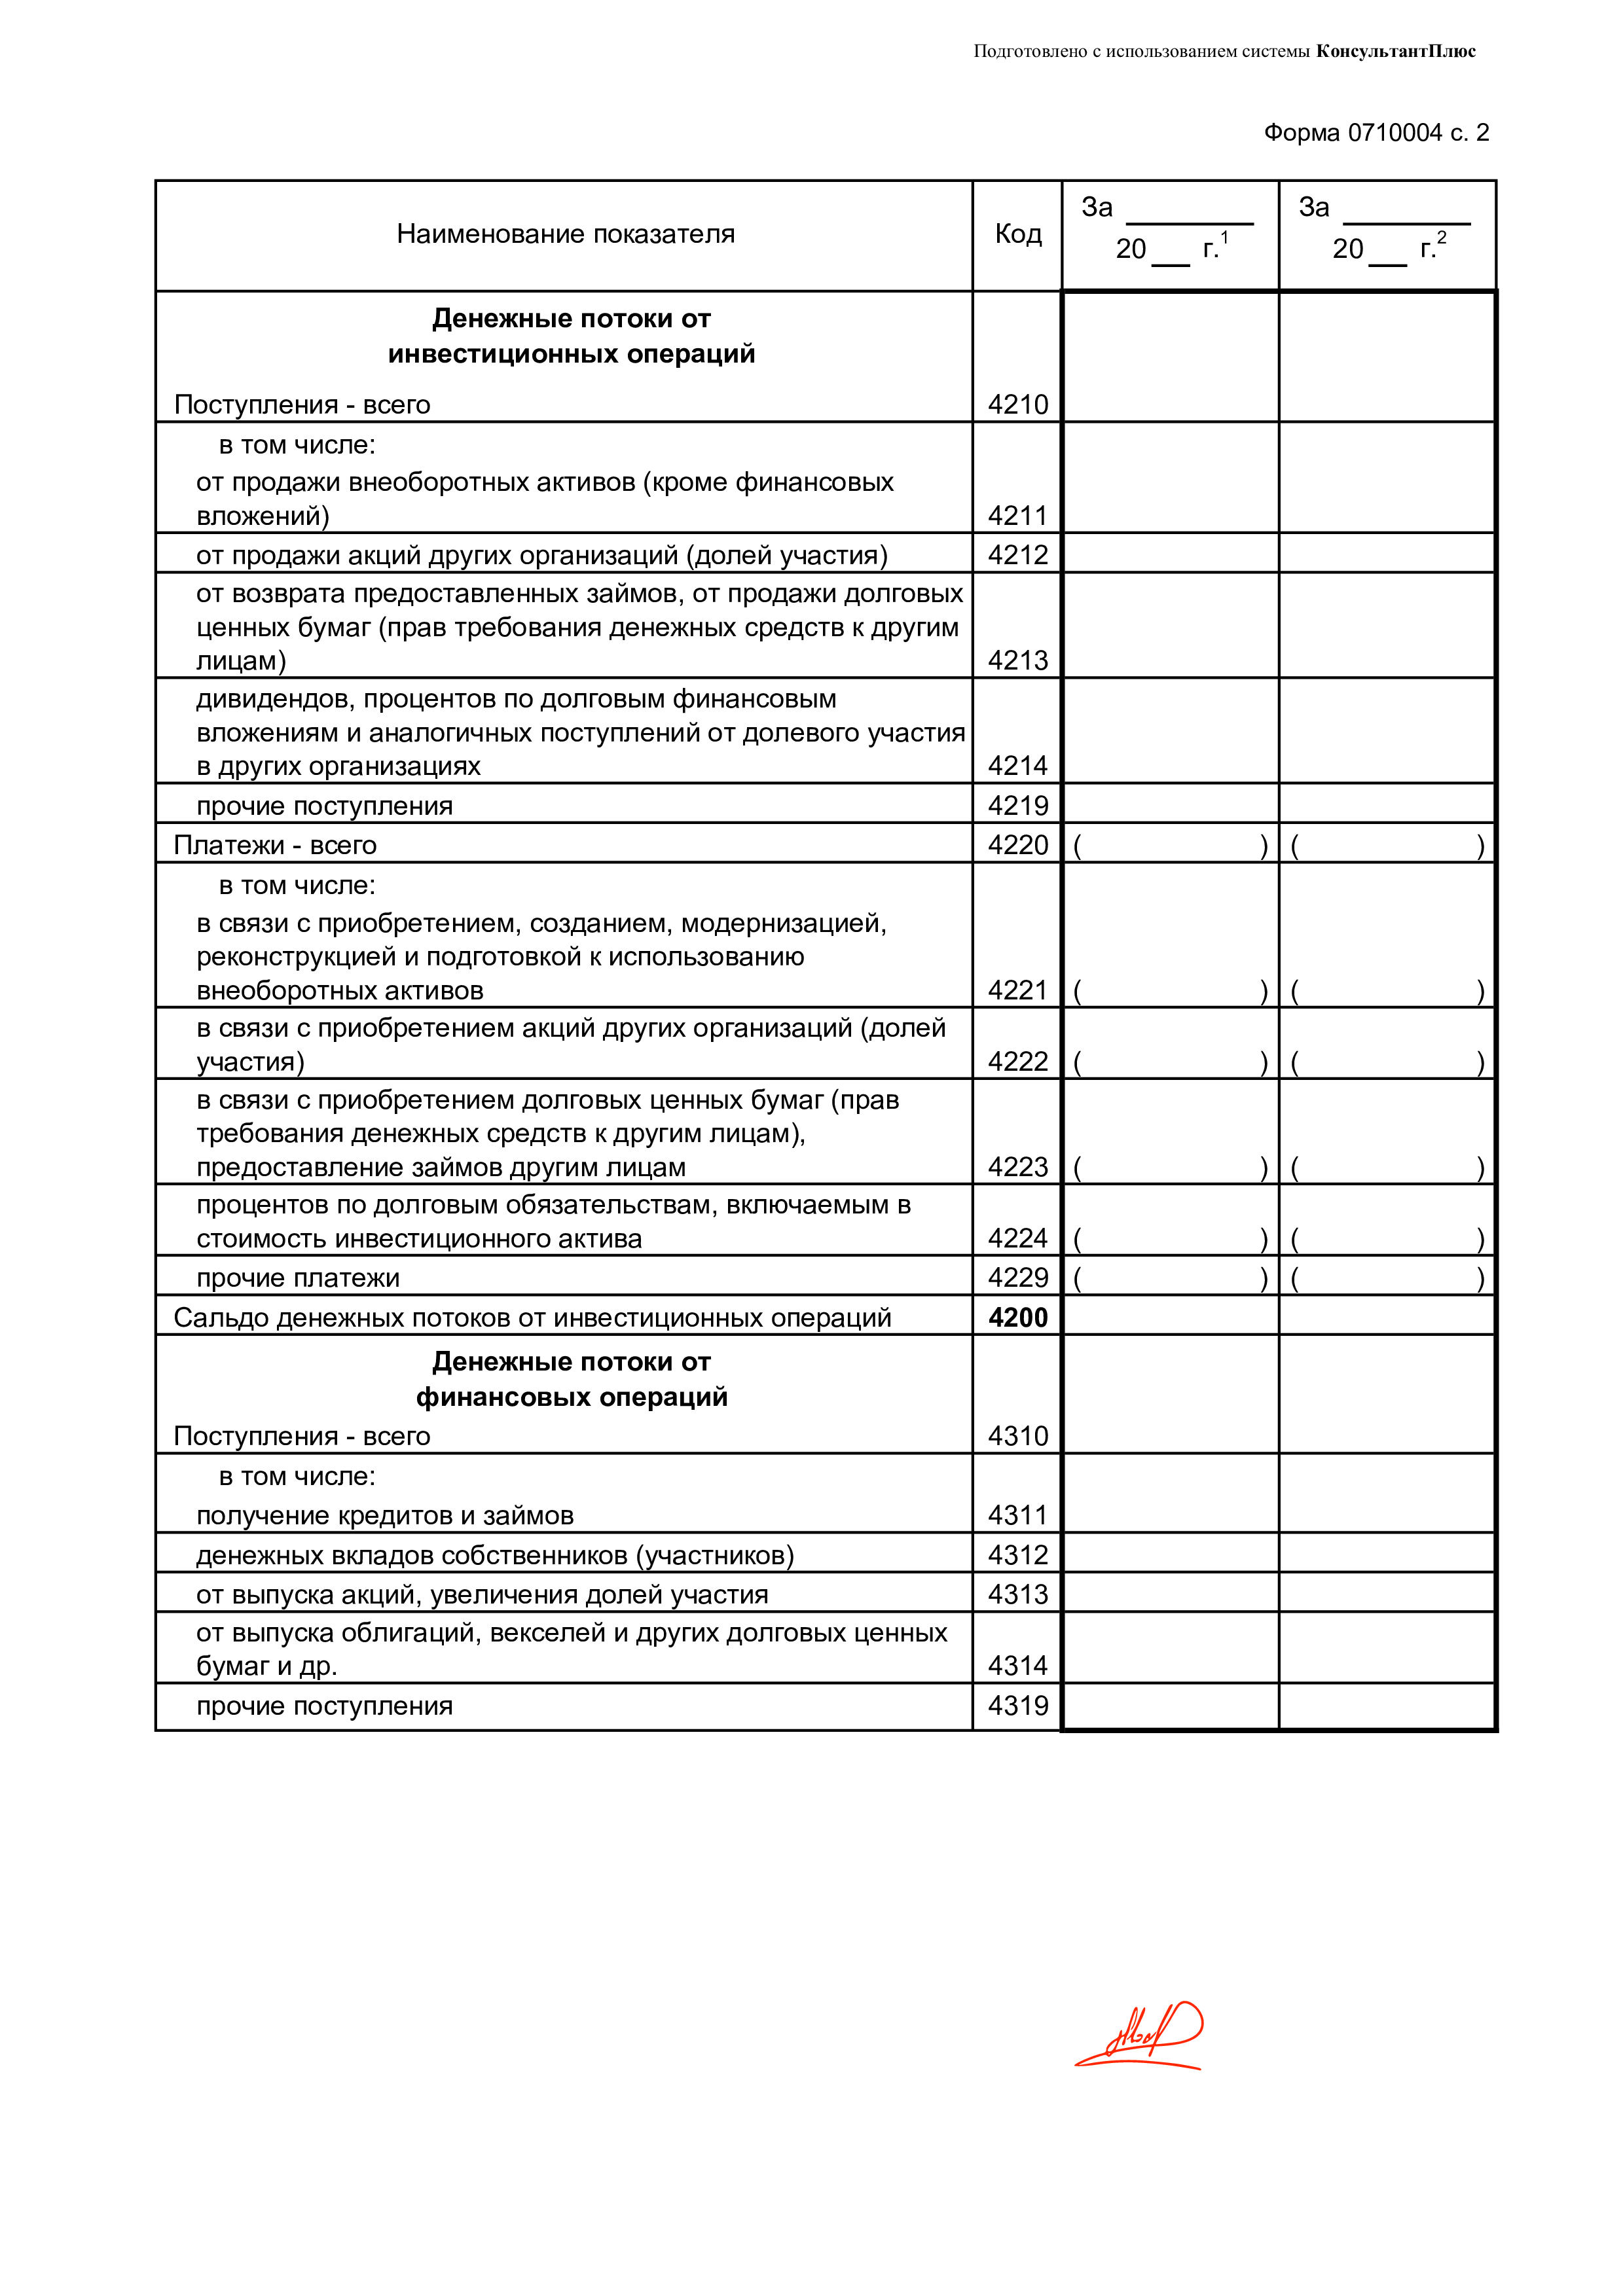 Подготовлено с использованием системы КонсультантПлюс
Форма 0710004 с. 2
Наименование показателя Код За За
20 г.1 20 г.2
Денежные потоки от
инвестиционных операций
Поступления - всего 4210
в том числе:
от продажи внеоборотных активов (кроме финансовых
вложений) 4211
от продажи акций других организаций (долей участия) 4212
от возврата предоставленных займов, от продажи долговых
ценных бумаг (прав требования денежных средств к другим
лицам) 4213
дивидендов, процентов по долговым финансовым
вложениям и аналогичных поступлений от долевого участия
в других организациях 4214
прочие поступления 4219
Платежи - всего 4220 ( ) ( )
в том числе:
в связи с приобретением, созданием, модернизацией,
реконструкцией и подготовкой к использованию
внеоборотных активов 4221 ( ) ( )
в связи с приобретением акций других организаций (долей
участия) 4222 ( ) ( )
в связи с приобретением долговых ценных бумаг (прав
требования денежных средств к другим лицам),
предоставление займов другим лицам 4223 ( ) ( )
процентов по долговым обязательствам, включаемым в
стоимость инвестиционного актива 4224 ( ) ( )
прочие платежи 4229 ( ) ( )
Сальдо денежных потоков от инвестиционных операций 4200
Денежные потоки от
финансовых операций
Поступления - всего 4310
в том числе:
получение кредитов и займов 4311
денежных вкладов собственников (участников) 4312
от выпуска акций, увеличения долей участия 4313
от выпуска облигаций, векселей и других долговых ценных
бумаг и др. 4314
прочие поступления 4319